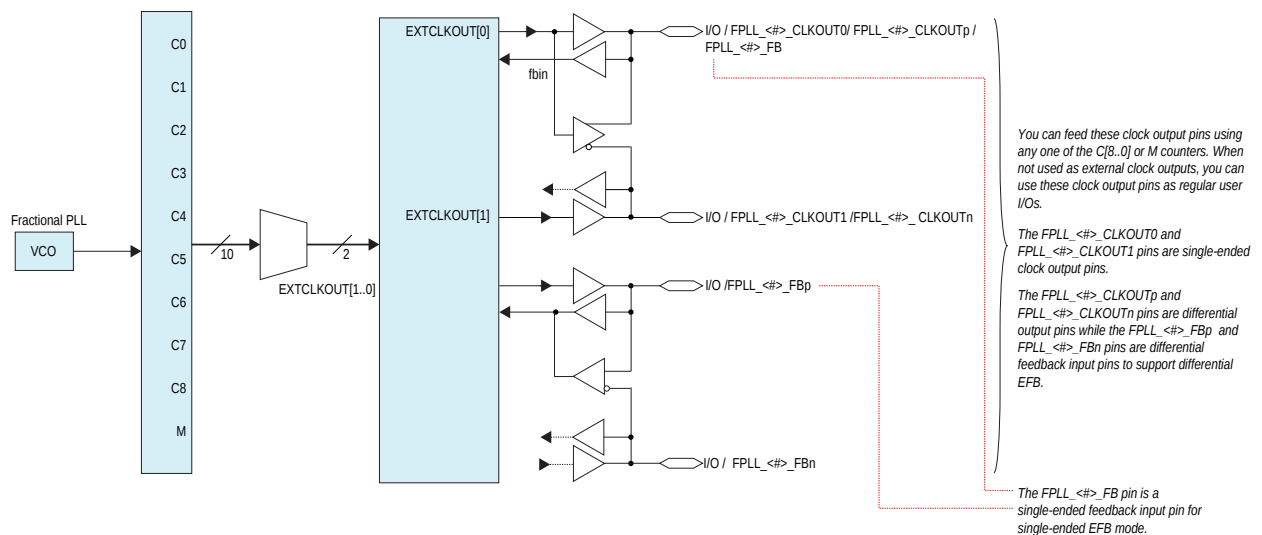 Fractional PLL
VCO
C0
C1
C2
C3
C4
C5
C6
C7
C8
M
10
EXTCLKOUT[1..0]
2
EXTCLKOUT[0]
fbin
EXTCLKOUT[1]
I/O / FPLL_<#>_CLKOUT0/ FPLL_<#>_CLKOUTp /
FPLL_<#>_FB
I/O / FPLL_<#>_CLKOUT1 /FPLL_<#>_ CLKOUTn
I/O /FPLL_<#>_FBp
I/O / FPLL_<#>_FBn
You can feed these clock output pins using
any one of the C[8..0] or M counters. When
not used as external clock outputs, you can
use these clock output pins as regular user
I/Os.
The FPLL_<#>_CLKOUT0 and
FPLL_<#>_CLKOUT1 pins are single-ended
clock output pins.
The FPLL_<#>_CLKOUTp and
FPLL_<#>_CLKOUTn pins are differential
output pins while the FPLL_<#>_FBp and
FPLL_<#>_FBn pins are differential
feedback input pins to support differential
EFB.
The FPLL_<#>_FB pin is a
single-ended feedback input pin for
single-ended EFB mode.